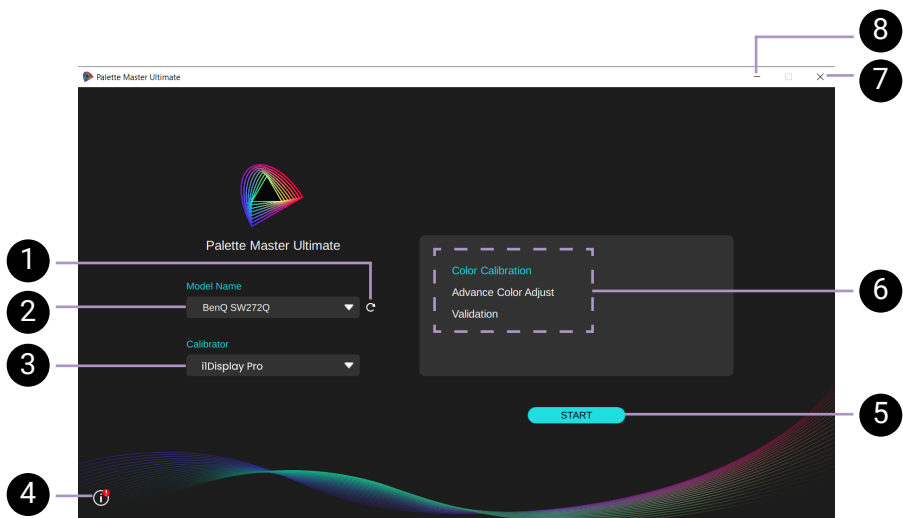 8
Palette Master Ultimate
7
Palette Master Ultimate
1
Model Name
2
BenQ SW272Q
Color Calibration
Advance Color Adjust
Validation
6
Calibrator
3
i1Display Pro
START
5
4
i
!